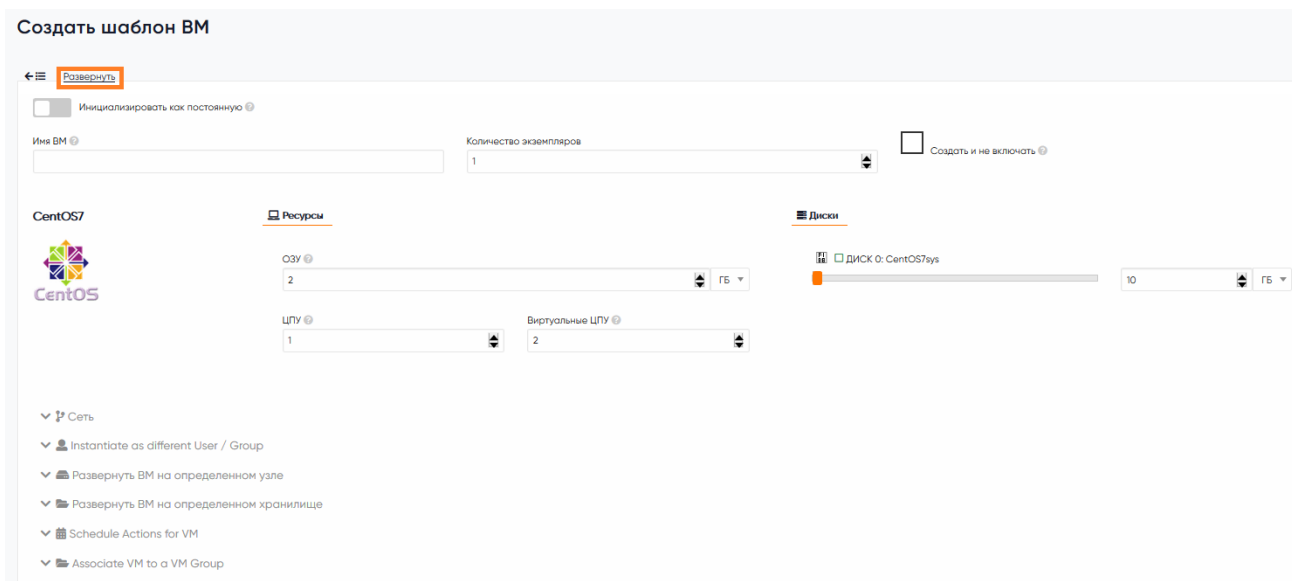 Создать шаблон ВМ
Развернуть
Инициализировать как постоянную
Имя ВМ
Количество экземпляров
1
Создать и не включать
CentOS7
Ресурсы
Диски
ОЗУ
2 ГБ
ДИСК 0: CentOS7sys
10 ГБ
CentOS
ЦПУ
Виртуальные ЦПУ
1
2
Сеть
Instantiate as different User / Group
Развернуть ВМ на определенном узле
Развернуть ВМ на определенном хранилище
Schedule Actions for VM
Associate VM to a VM Group